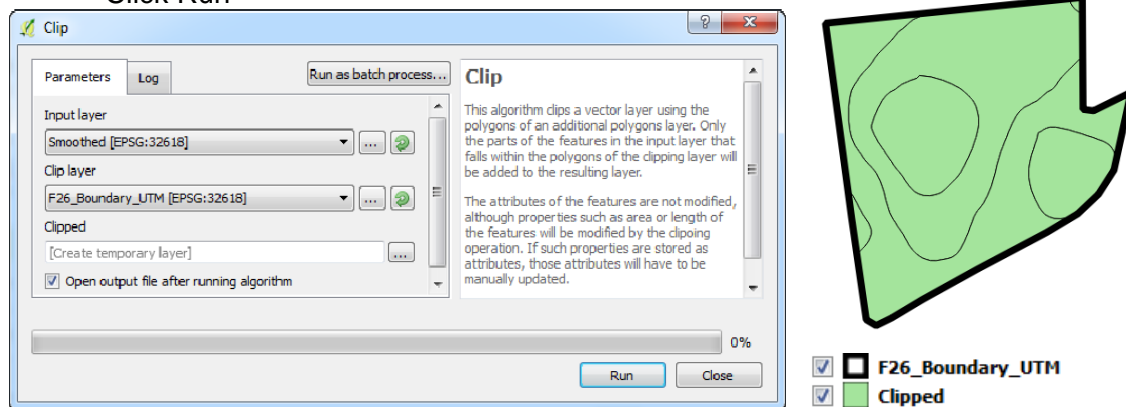 Click Run
Clip
Parameters
Log
Run as batch process...
Input layer
Smoothed [EPSG:32618]
...
Clip layer
F26_Boundary_UTM [EPSG:32618]
...
Clipped
[Create temporary layer]
...
Open output file after running algorithm
Clip
This algorithm clips a vector layer using the
polygons of an additional polygons layer. Only
the parts of the features in the input layer that
falls within the polygons of the clipping layer will
be added to the resulting layer.
The attributes of the features are not modified,
although properties such as area or length of
the features will be modified by the clipoing
operation. If such properties are stored as
attributes, those attributes will have to be
manually updated.
0%
Run
Close
F26_Boundary_UTM
Clipped